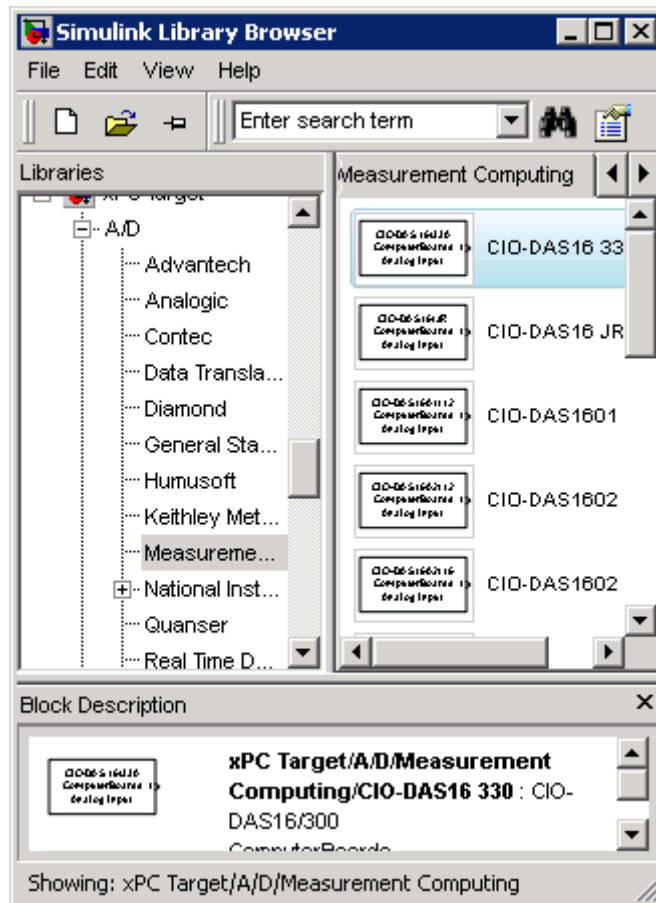 Simulink Library Browser
File Edit View Help
Enter search term
Libraries
Measurement Computing
xPC Target
A/D
Advantech
Analogic
Contec
Data Transla...
Diamond
General Sta...
Humusoft
Keithley Met...
Measureme...
National Inst...
Quanser
Real Time D...
CIO-DAS16 33
CIO-DAS16 JR
CIO-DAS1601
CIO-DAS1602
CIO-DAS1602
Block Description
xPC Target/A/D/Measurement
Computing/CIO-DAS16 330 : CIO-
DAS16/300
Showing: xPC Target/A/D/Measurement Computing